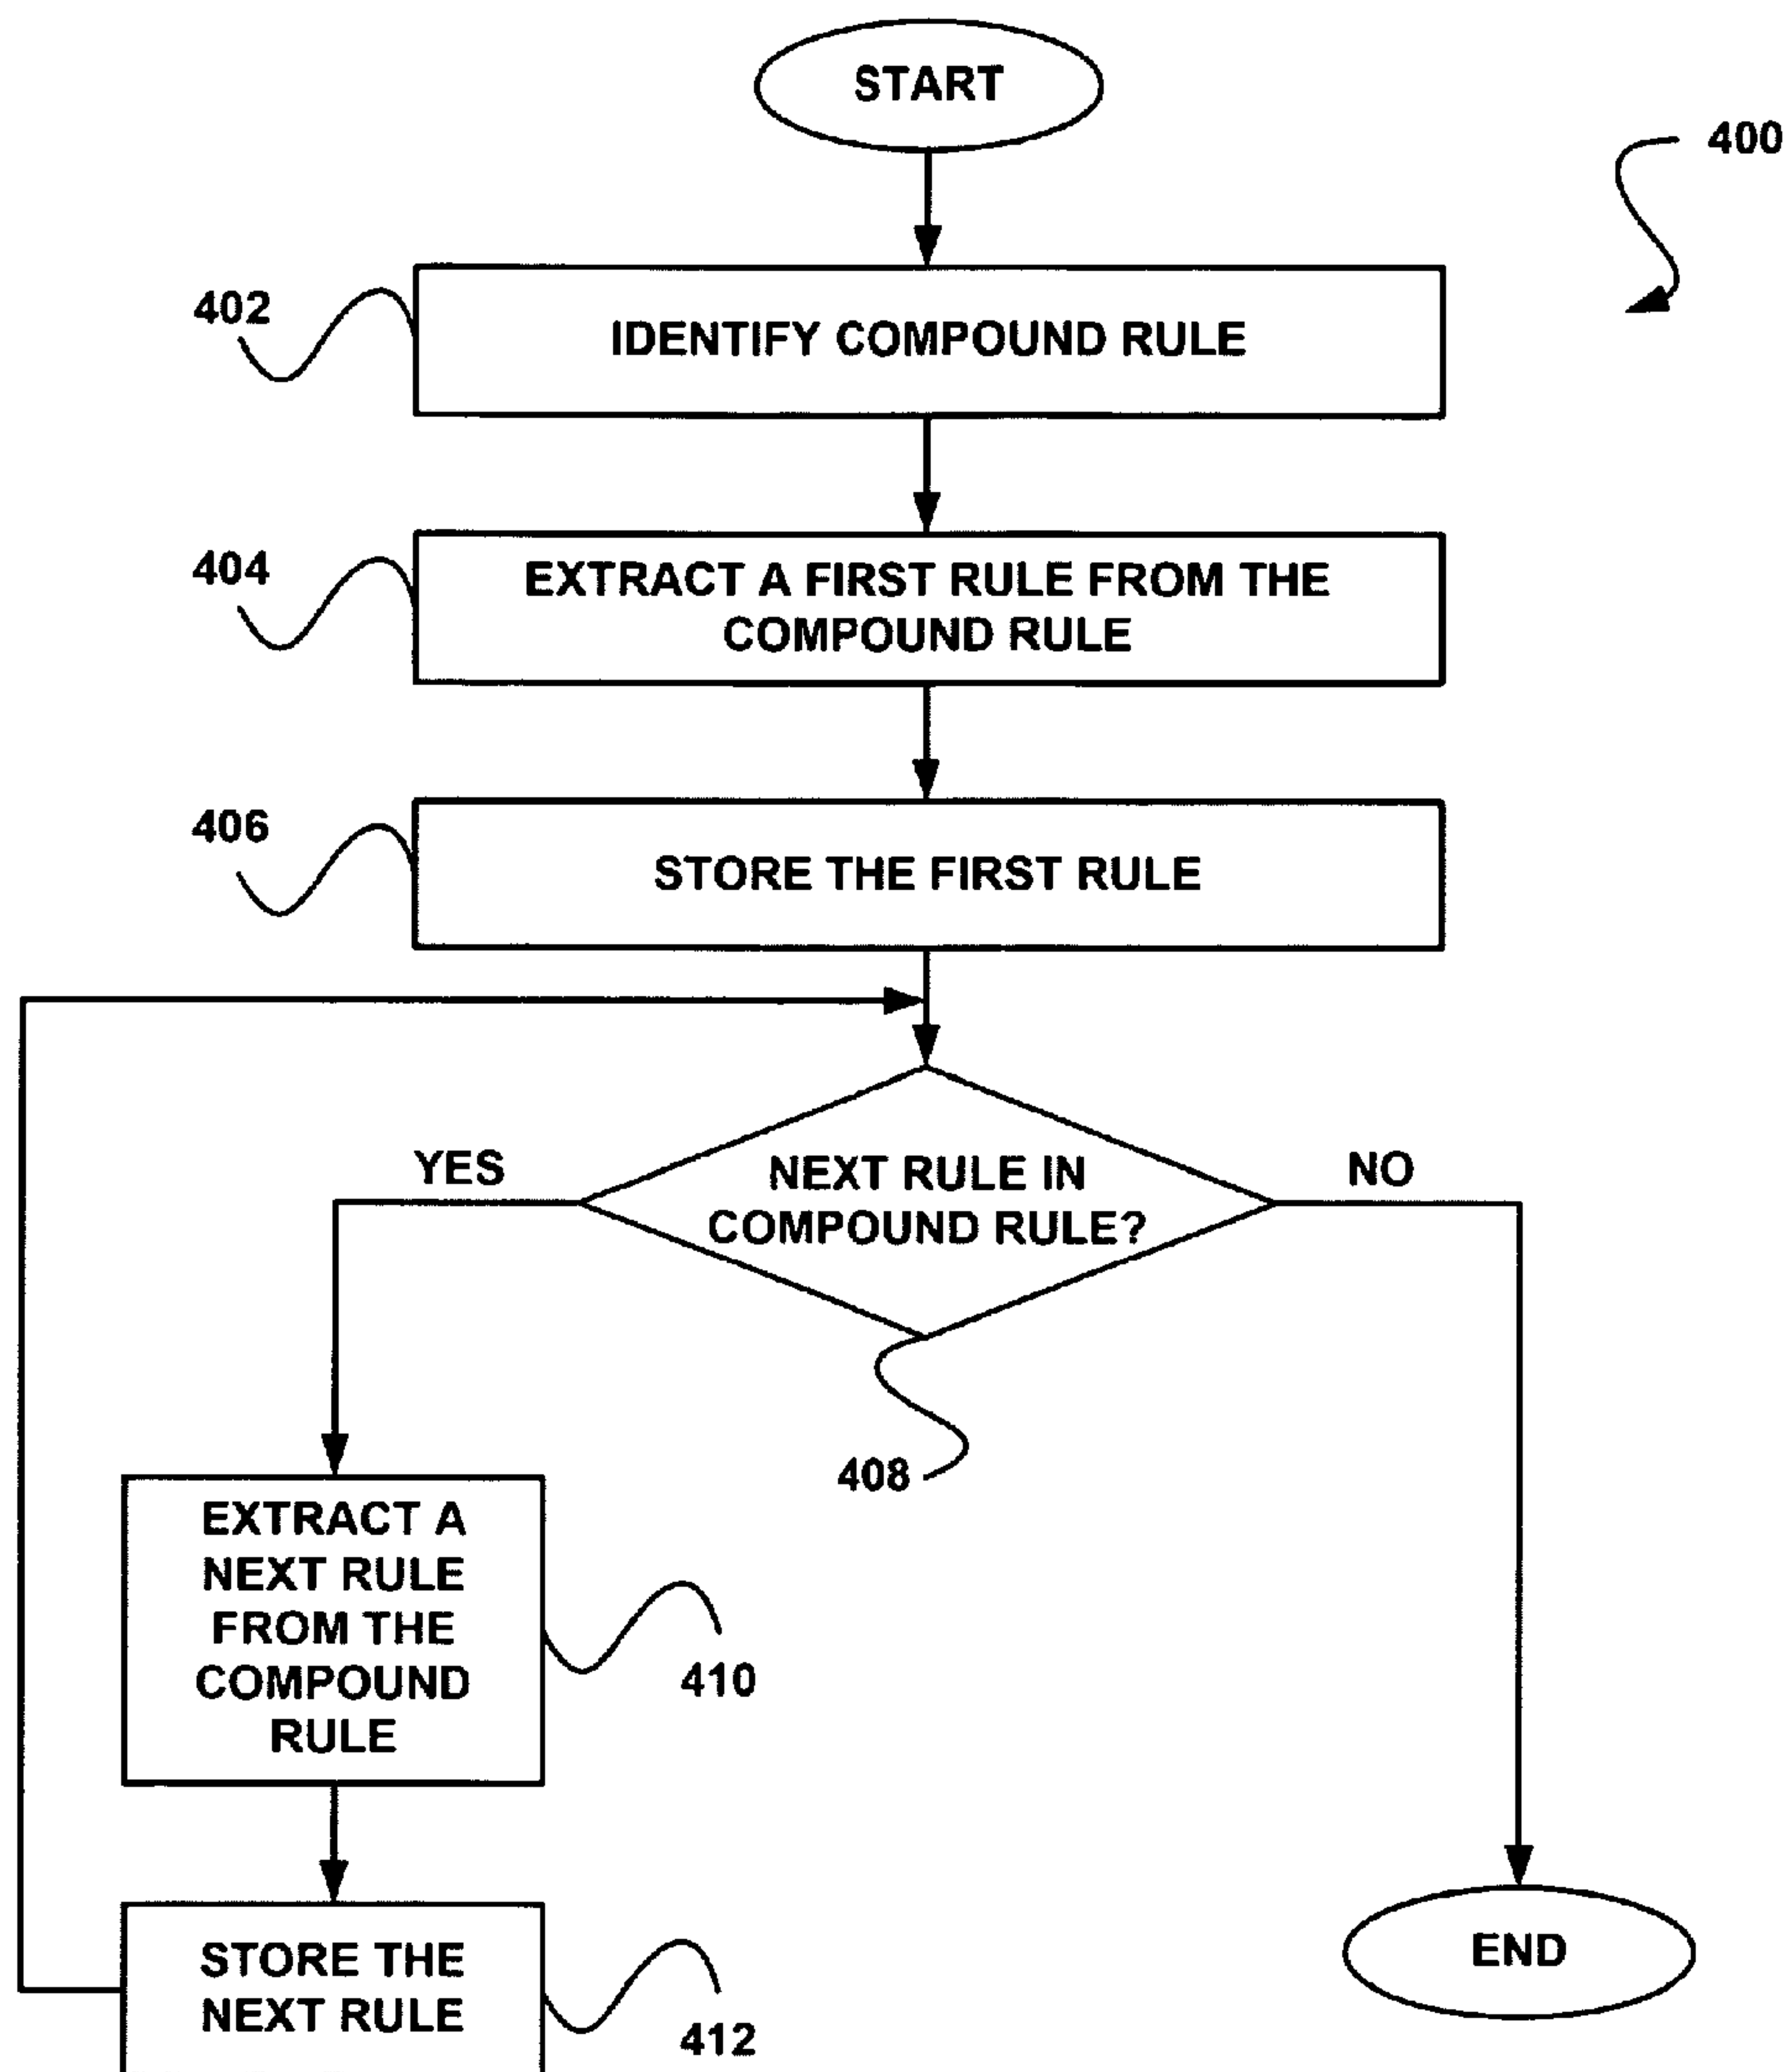 START
400
402
IDENTIFY COMPOUND RULE
404
EXTRACT A FIRST RULE FROM THE
COMPOUND RULE
406
STORE THE FIRST RULE
YES
NEXT RULE IN
COMPOUND RULE?
NO
408
EXTRACT A
NEXT RULE
FROM THE
COMPOUND
RULE
410
STORE THE
NEXT RULE
412
END